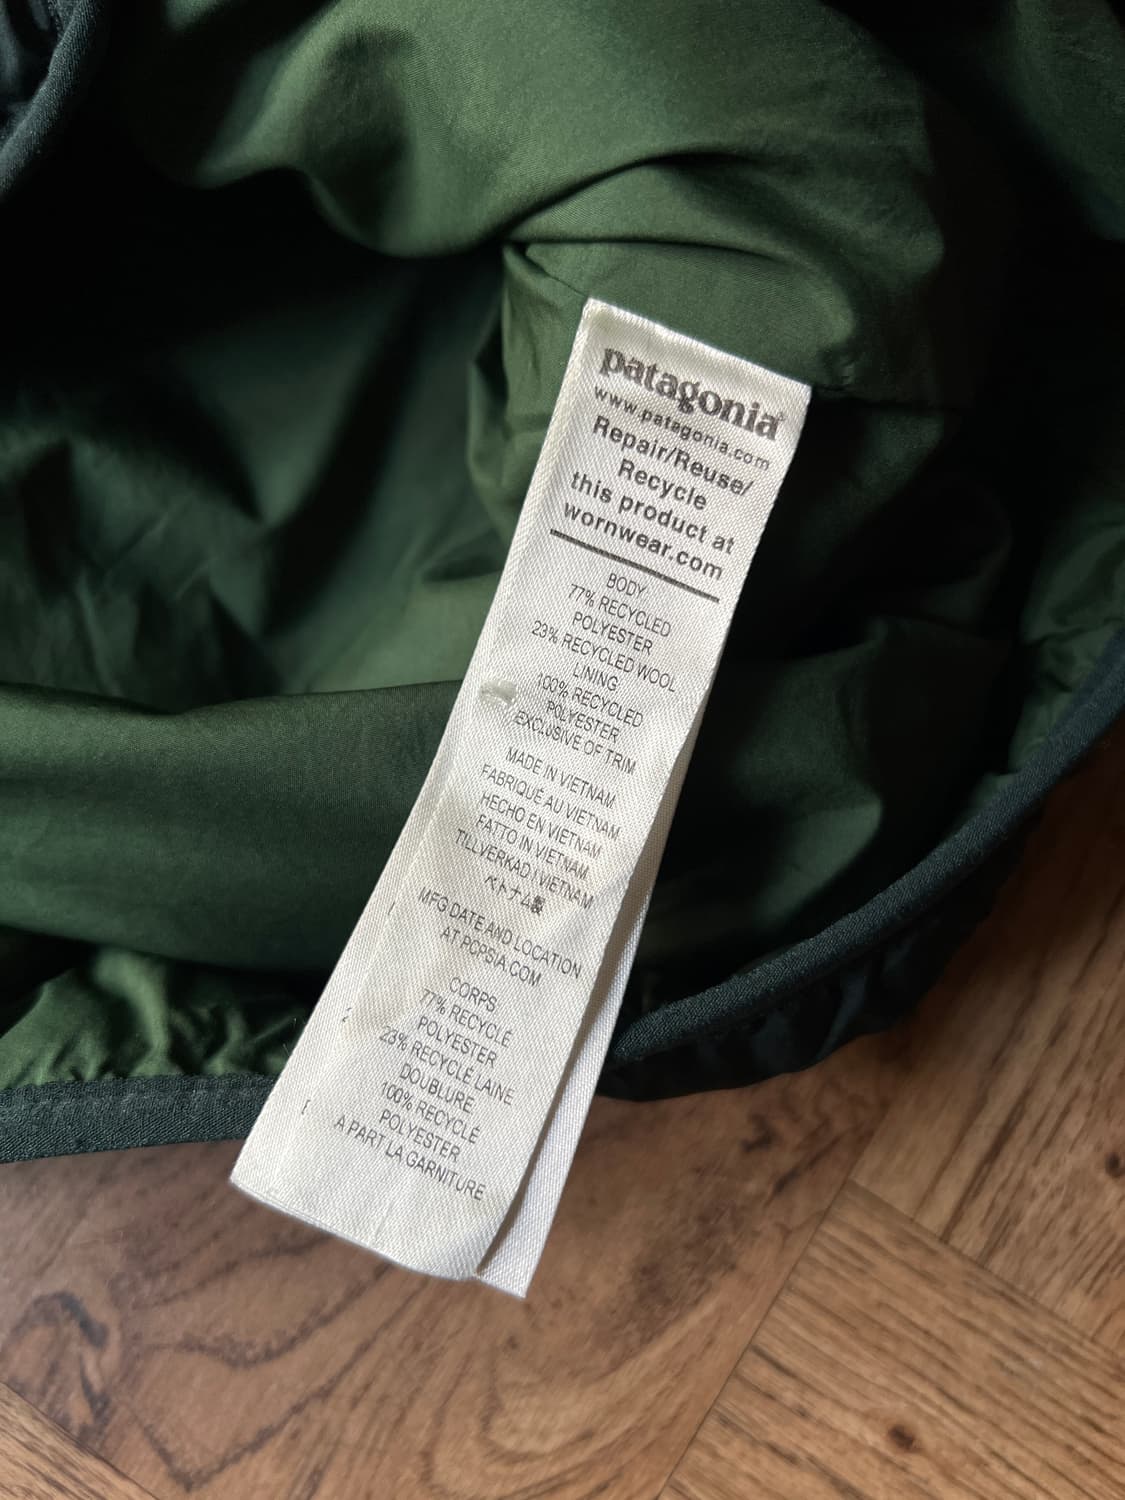 patagonia®
www.patagonia.com
Repair/Reuse/
Recycle
this product at
wornwear.com
BODY
77% RECYCLED
POLYESTER
23% RECYCLED WOOL
LINING
100% RECYCLED
POLYESTER
EXCLUSIVE OF TRIM
MADE IN VIETNAM
FABRIQUÉ AU VIETNAM
HECHO EN VIETNAM
FATTO IN VIETNAM
TILLVERKAD I VIETNAM
ベトナム製
MFG DATE AND LOCATION
AT POPSIA.COM
CORPS
77% RECYCLÉ
POLYESTER
23% RECYCLÉ LAINE
DOUBLURE
100% RECYCLÉ
POLYESTER
A PART LA GARNITURE